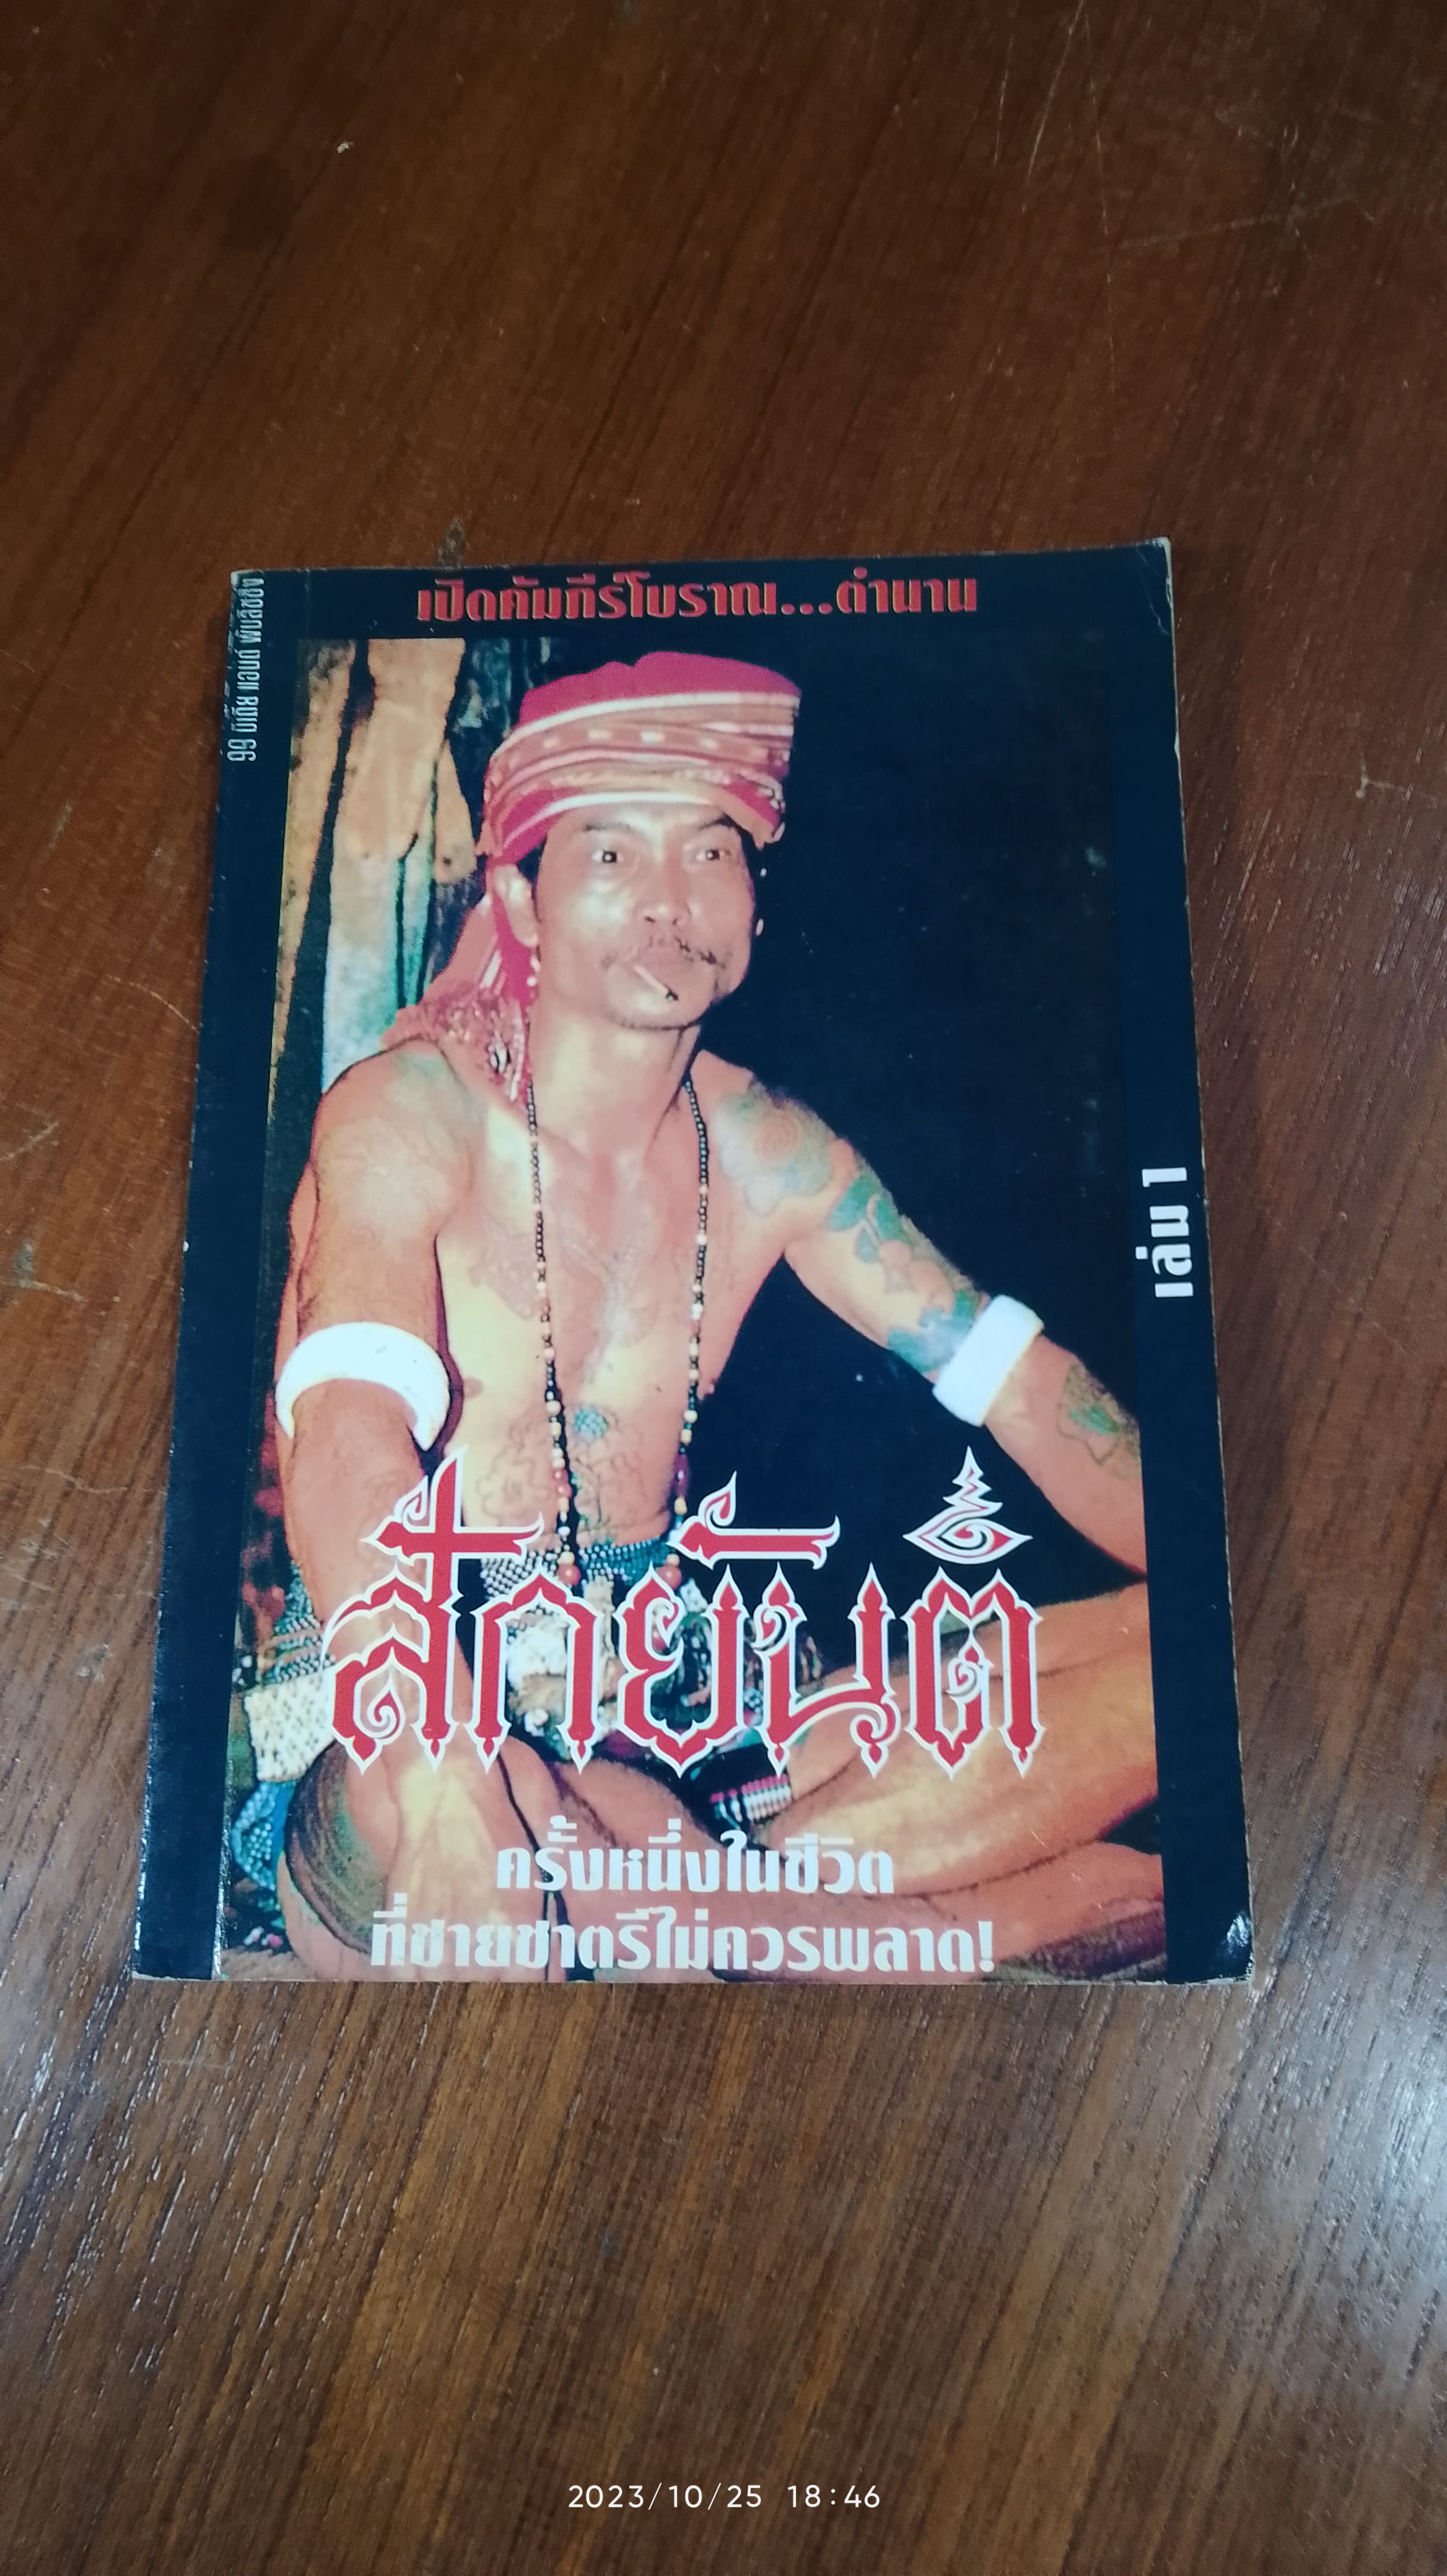 เปิดคัมภีร์โบราณ...ตำนาน
99 มีเดีย แอนด์ พับลิชชิ่ง
เล่ม 1
สักยันต์
ครั้งหนึ่งในชีวิต
ที่ชายชาตรีไม่ควรพลาด!
2023/10/25 18:46